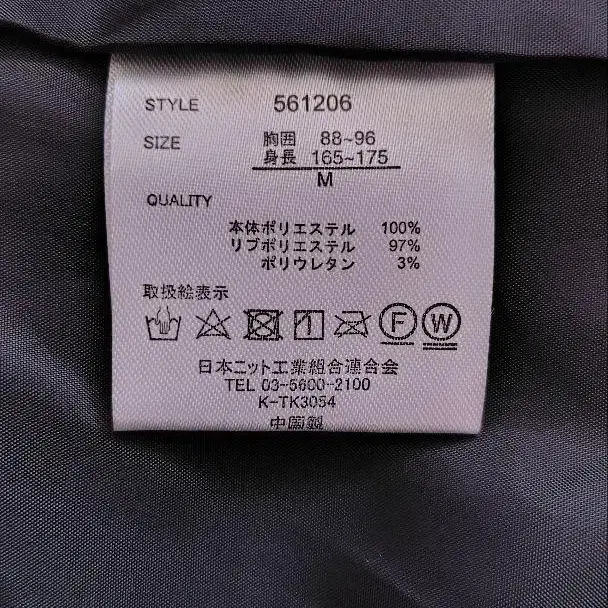 STYLE 561206
SIZE 胸囲 88~96
身長 165~175
M
QUALITY
本体ポリエステル 100%
リブポリエステル 97%
ポリウレタン 3%
取扱絵表示
F W
日本ニット工業組合連合会
TEL 03-5600-2100
K-TK3054
中国製